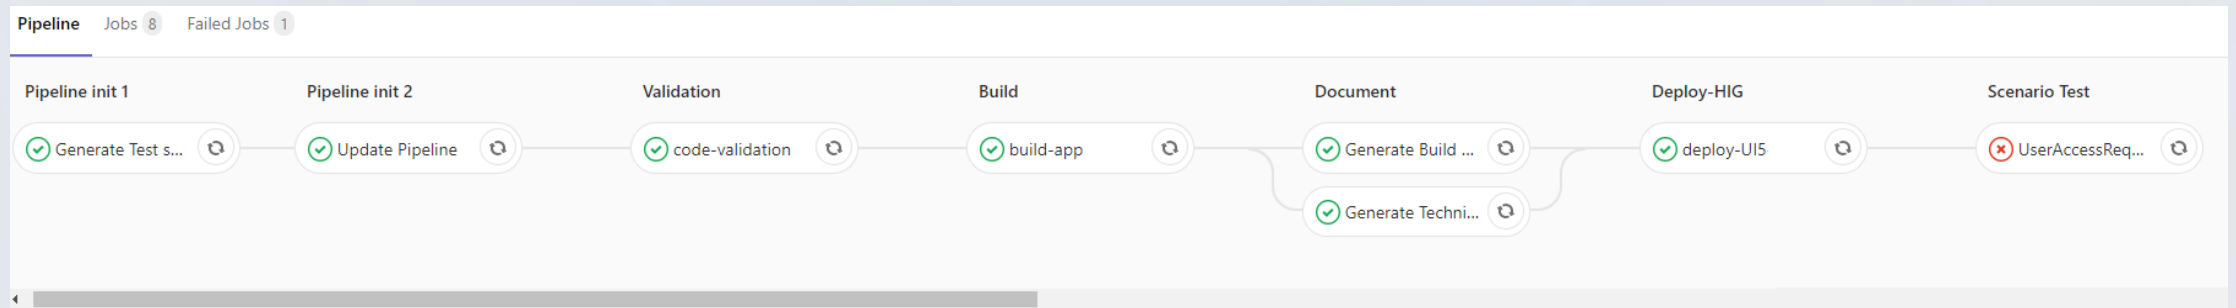 Pipeline Jobs 8 Failed Jobs 1
Pipeline init 1 Pipeline init 2 Validation Build Document Deploy-HIG Scenario Test
Generate Test s... Update Pipeline code-validation build-app Generate Build ... deploy-UI5 UserAccessReq...
Generate Techni...